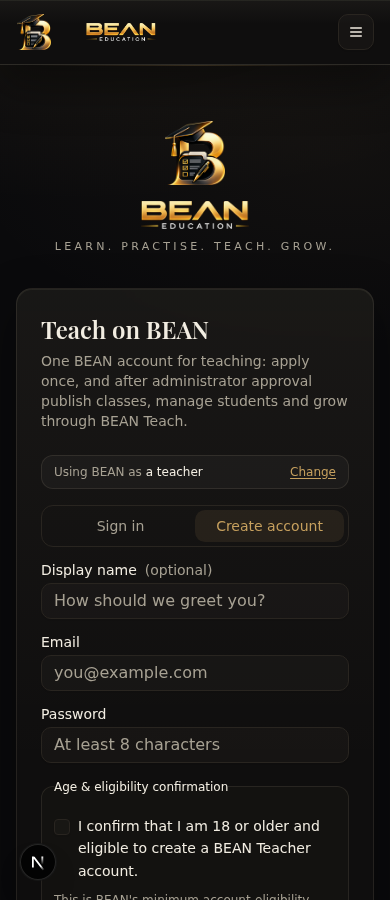 B
BEAN
EDUCATION
B
BEAN
EDUCATION
LEARN. PRACTISE. TEACH. GROW.
Teach on BEAN
One BEAN account for teaching: apply
once, and after administrator approval
publish classes, manage students and grow
through BEAN Teach.
Using BEAN as a teacher Change
Sign in Create account
Display name (optional)
How should we greet you?
Email
you@example.com
Password
At least 8 characters
Age & eligibility confirmation
I confirm that I am 18 or older and
eligible to create a BEAN Teacher
account.
N
This is BEAN's minimum account eligibility